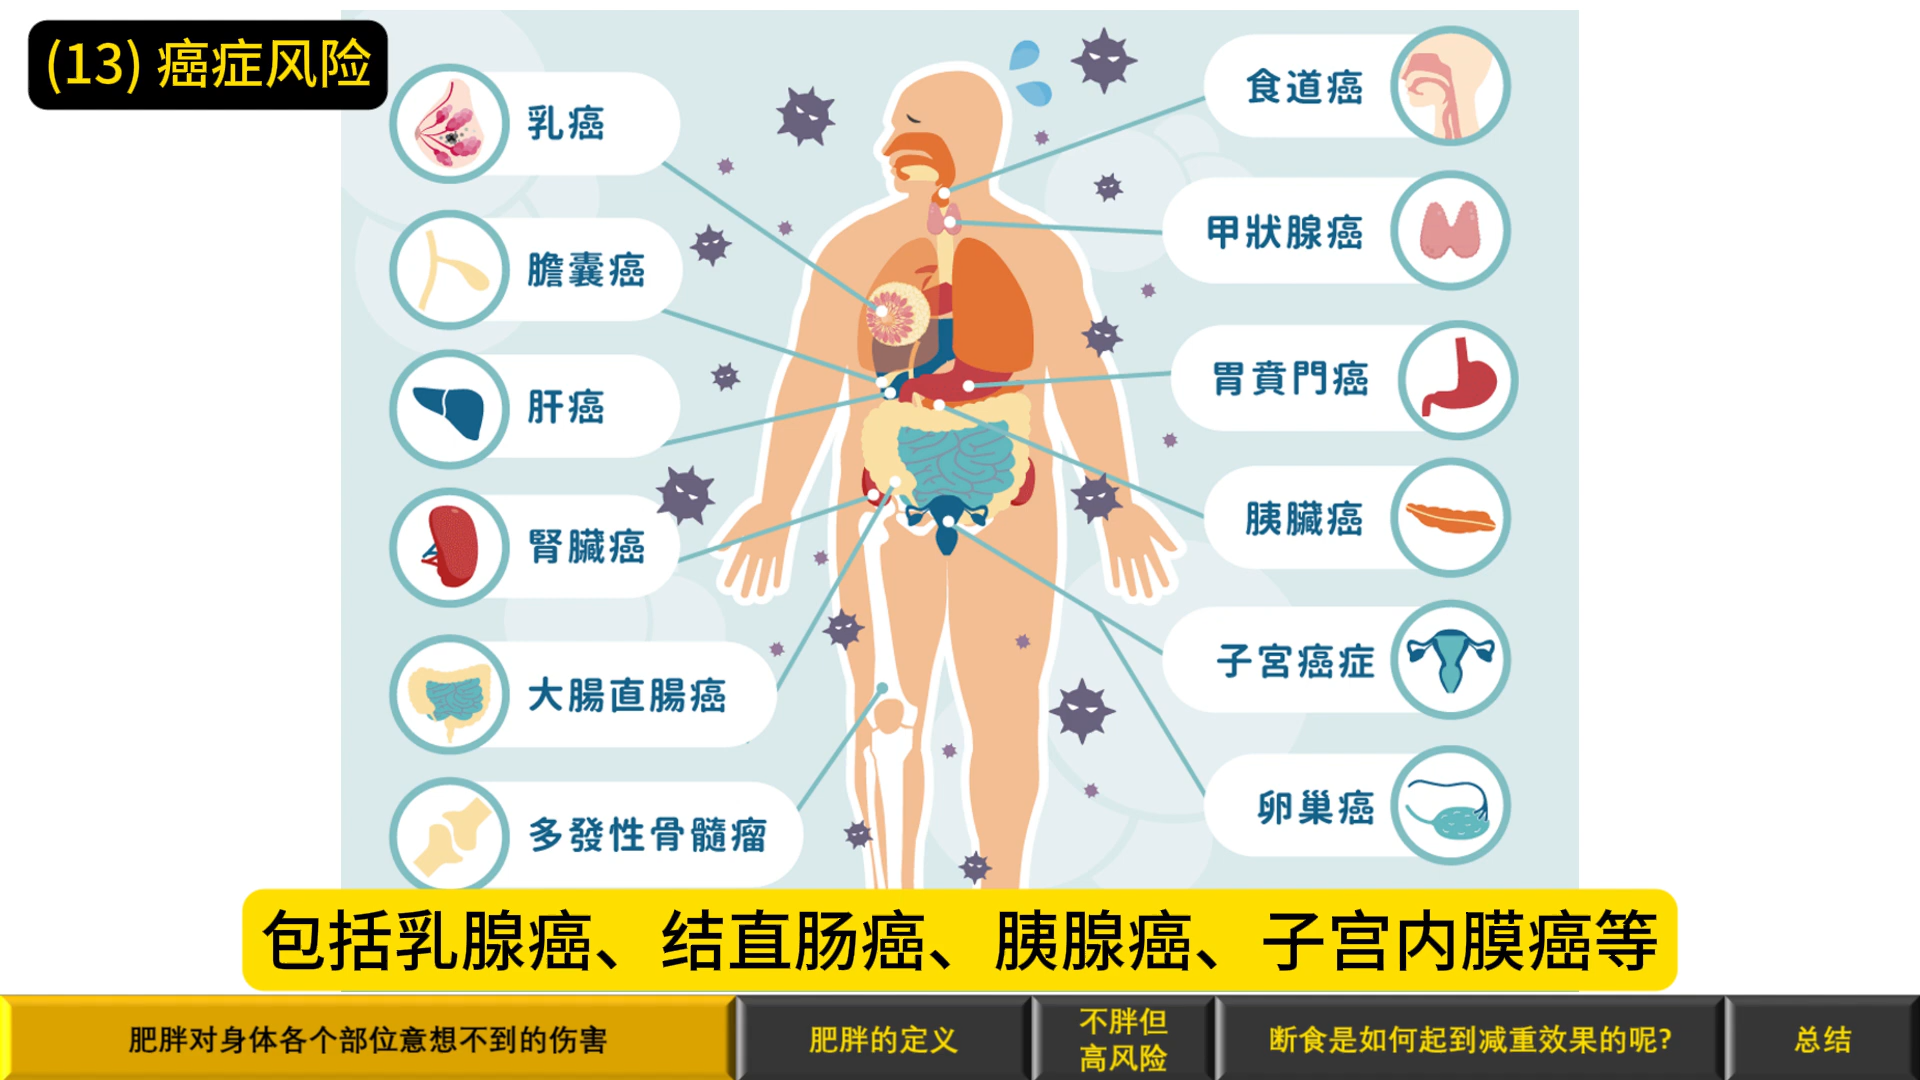 (13) 癌症风险
乳癌
膽囊癌
肝癌
腎臟癌
大腸直腸癌
多發性骨髓瘤
食道癌
甲狀腺癌
胃賁門癌
胰臟癌
子宮癌症
卵巢癌
包括乳腺癌、结直肠癌、胰腺癌、子宫内膜癌等
肥胖对身体各个部位意想不到的伤害
肥胖的定义
不胖但
高风险
断食是如何起到减重效果的呢?
总结